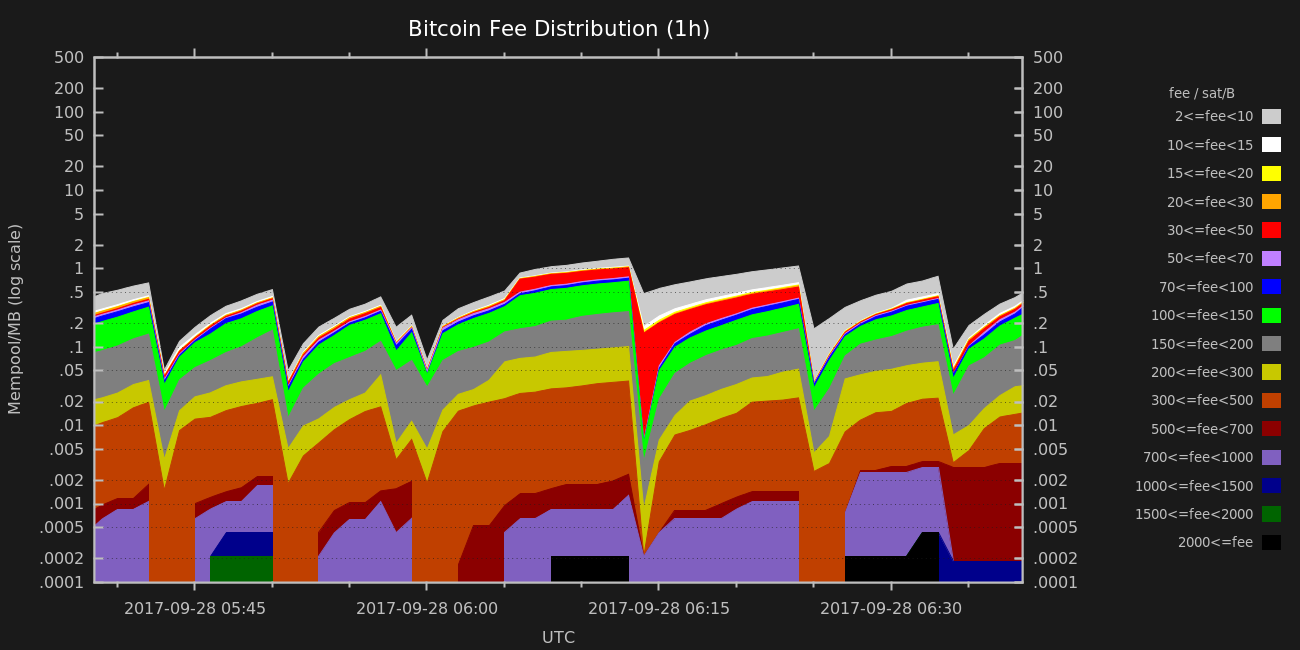 Bitcoin Fee Distribution (1h)
500 500
200 200
100 100
50 50
20 20
10 10
5 5
2 2
1 1
.5 .5
.2 .2
.1 .1
.05 .05
.02 .02
.01 .01
.005 .005
.002 .002
.001 .001
.0005 .0005
.0002 .0002
.0001 .0001
Mempool/MB (log scale)
2017-09-28 05:45 2017-09-28 06:00 2017-09-28 06:15 2017-09-28 06:30
UTC
fee / sat/B
2<=fee<10
10<=fee<15
15<=fee<20
20<=fee<30
30<=fee<50
50<=fee<70
70<=fee<100
100<=fee<150
150<=fee<200
200<=fee<300
300<=fee<500
500<=fee<700
700<=fee<1000
1000<=fee<1500
1500<=fee<2000
2000<=fee